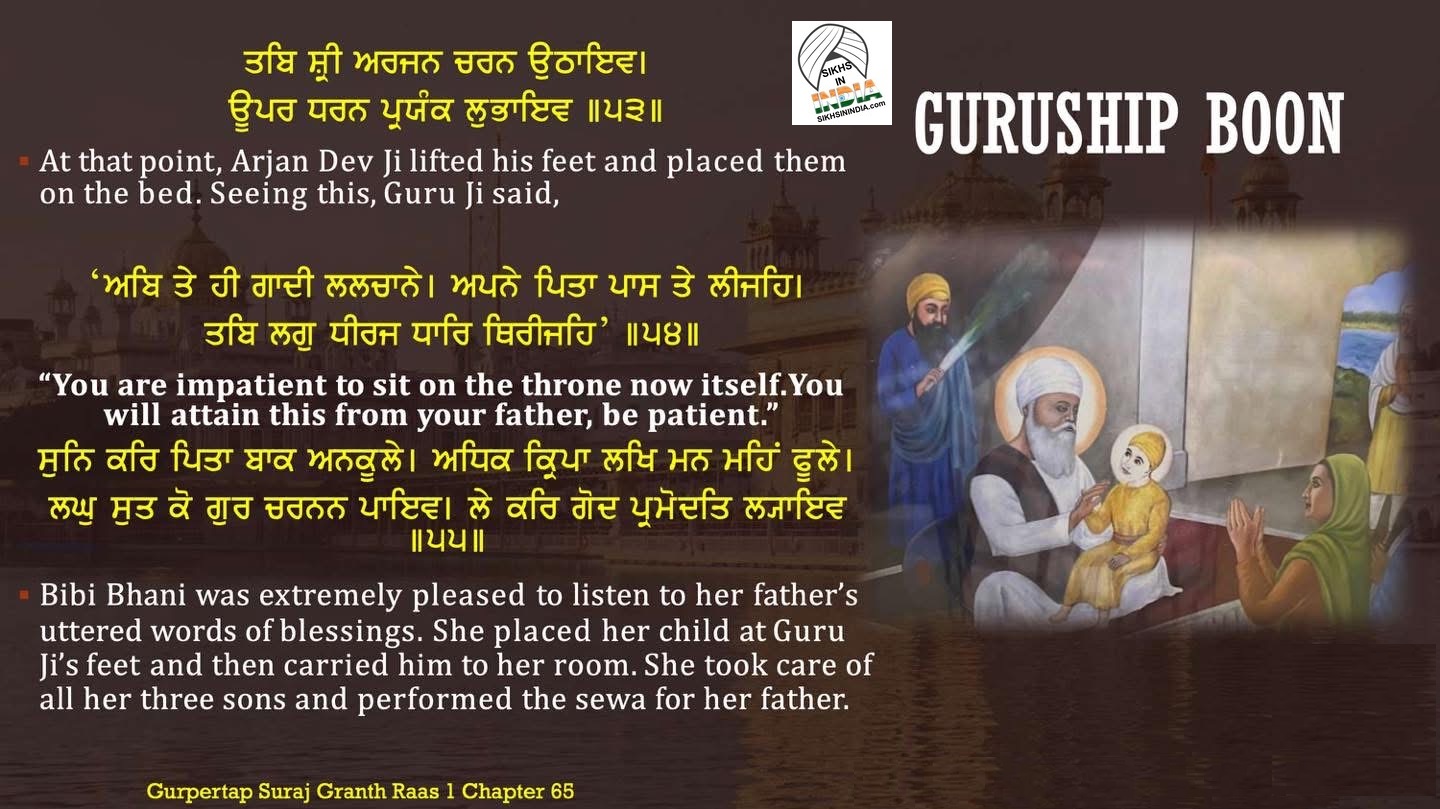 ਤਬਿ ਸ਼੍ਰੀ ਅਰਜਨ ਚਰਨ ਉਠਾਇਵ।
ਊਪਰ ਧਰਨ ਪ੍ਰਯੰਕ ਲੁਭਾਇਵ ॥੫੩॥
▪ At that point, Arjan Dev Ji lifted his feet and placed them
on the bed. Seeing this, Guru Ji said,
‘ਅਬਿ ਤੇ ਹੀ ਗਾਦੀ ਲਲਚਾਨੇ। ਅਪਨੇ ਪਿਤਾ ਪਾਸ ਤੇ ਲੀਜਹਿ।
ਤਬਿ ਲਗੁ ਧੀਰਜ ਧਾਰਿ ਥਿਰੀਜਹਿ’ ॥੫੪॥
“You are impatient to sit on the throne now itself.You
will attain this from your father, be patient.”
ਸੁਨਿ ਕਰਿ ਪਿਤਾ ਬਾਕ ਅਨਕੂਲੇ। ਅਧਿਕ ਕ੍ਰਿਪਾ ਲਖਿ ਮਨ ਮਹਿਂ ਫੂਲੇ।
ਲਘੁ ਸੁਤ ਕੋ ਗੁਰ ਚਰਨਨ ਪਾਇਵ। ਲੇ ਕਰਿ ਗੋਦ ਪ੍ਰਮੋਦਤਿ ਲ੍ਯਾਇਵ
॥੫੫॥
▪ Bibi Bhani was extremely pleased to listen to her father’s
uttered words of blessings. She placed her child at Guru
Ji’s feet and then carried him to her room. She took care of
all her three sons and performed the sewa for her father.
Gurpertap Suraj Granth Raas 1 Chapter 65
SIKHS
IN
INDIA
SIKHSININDIA.com
GURUSHIP BOON